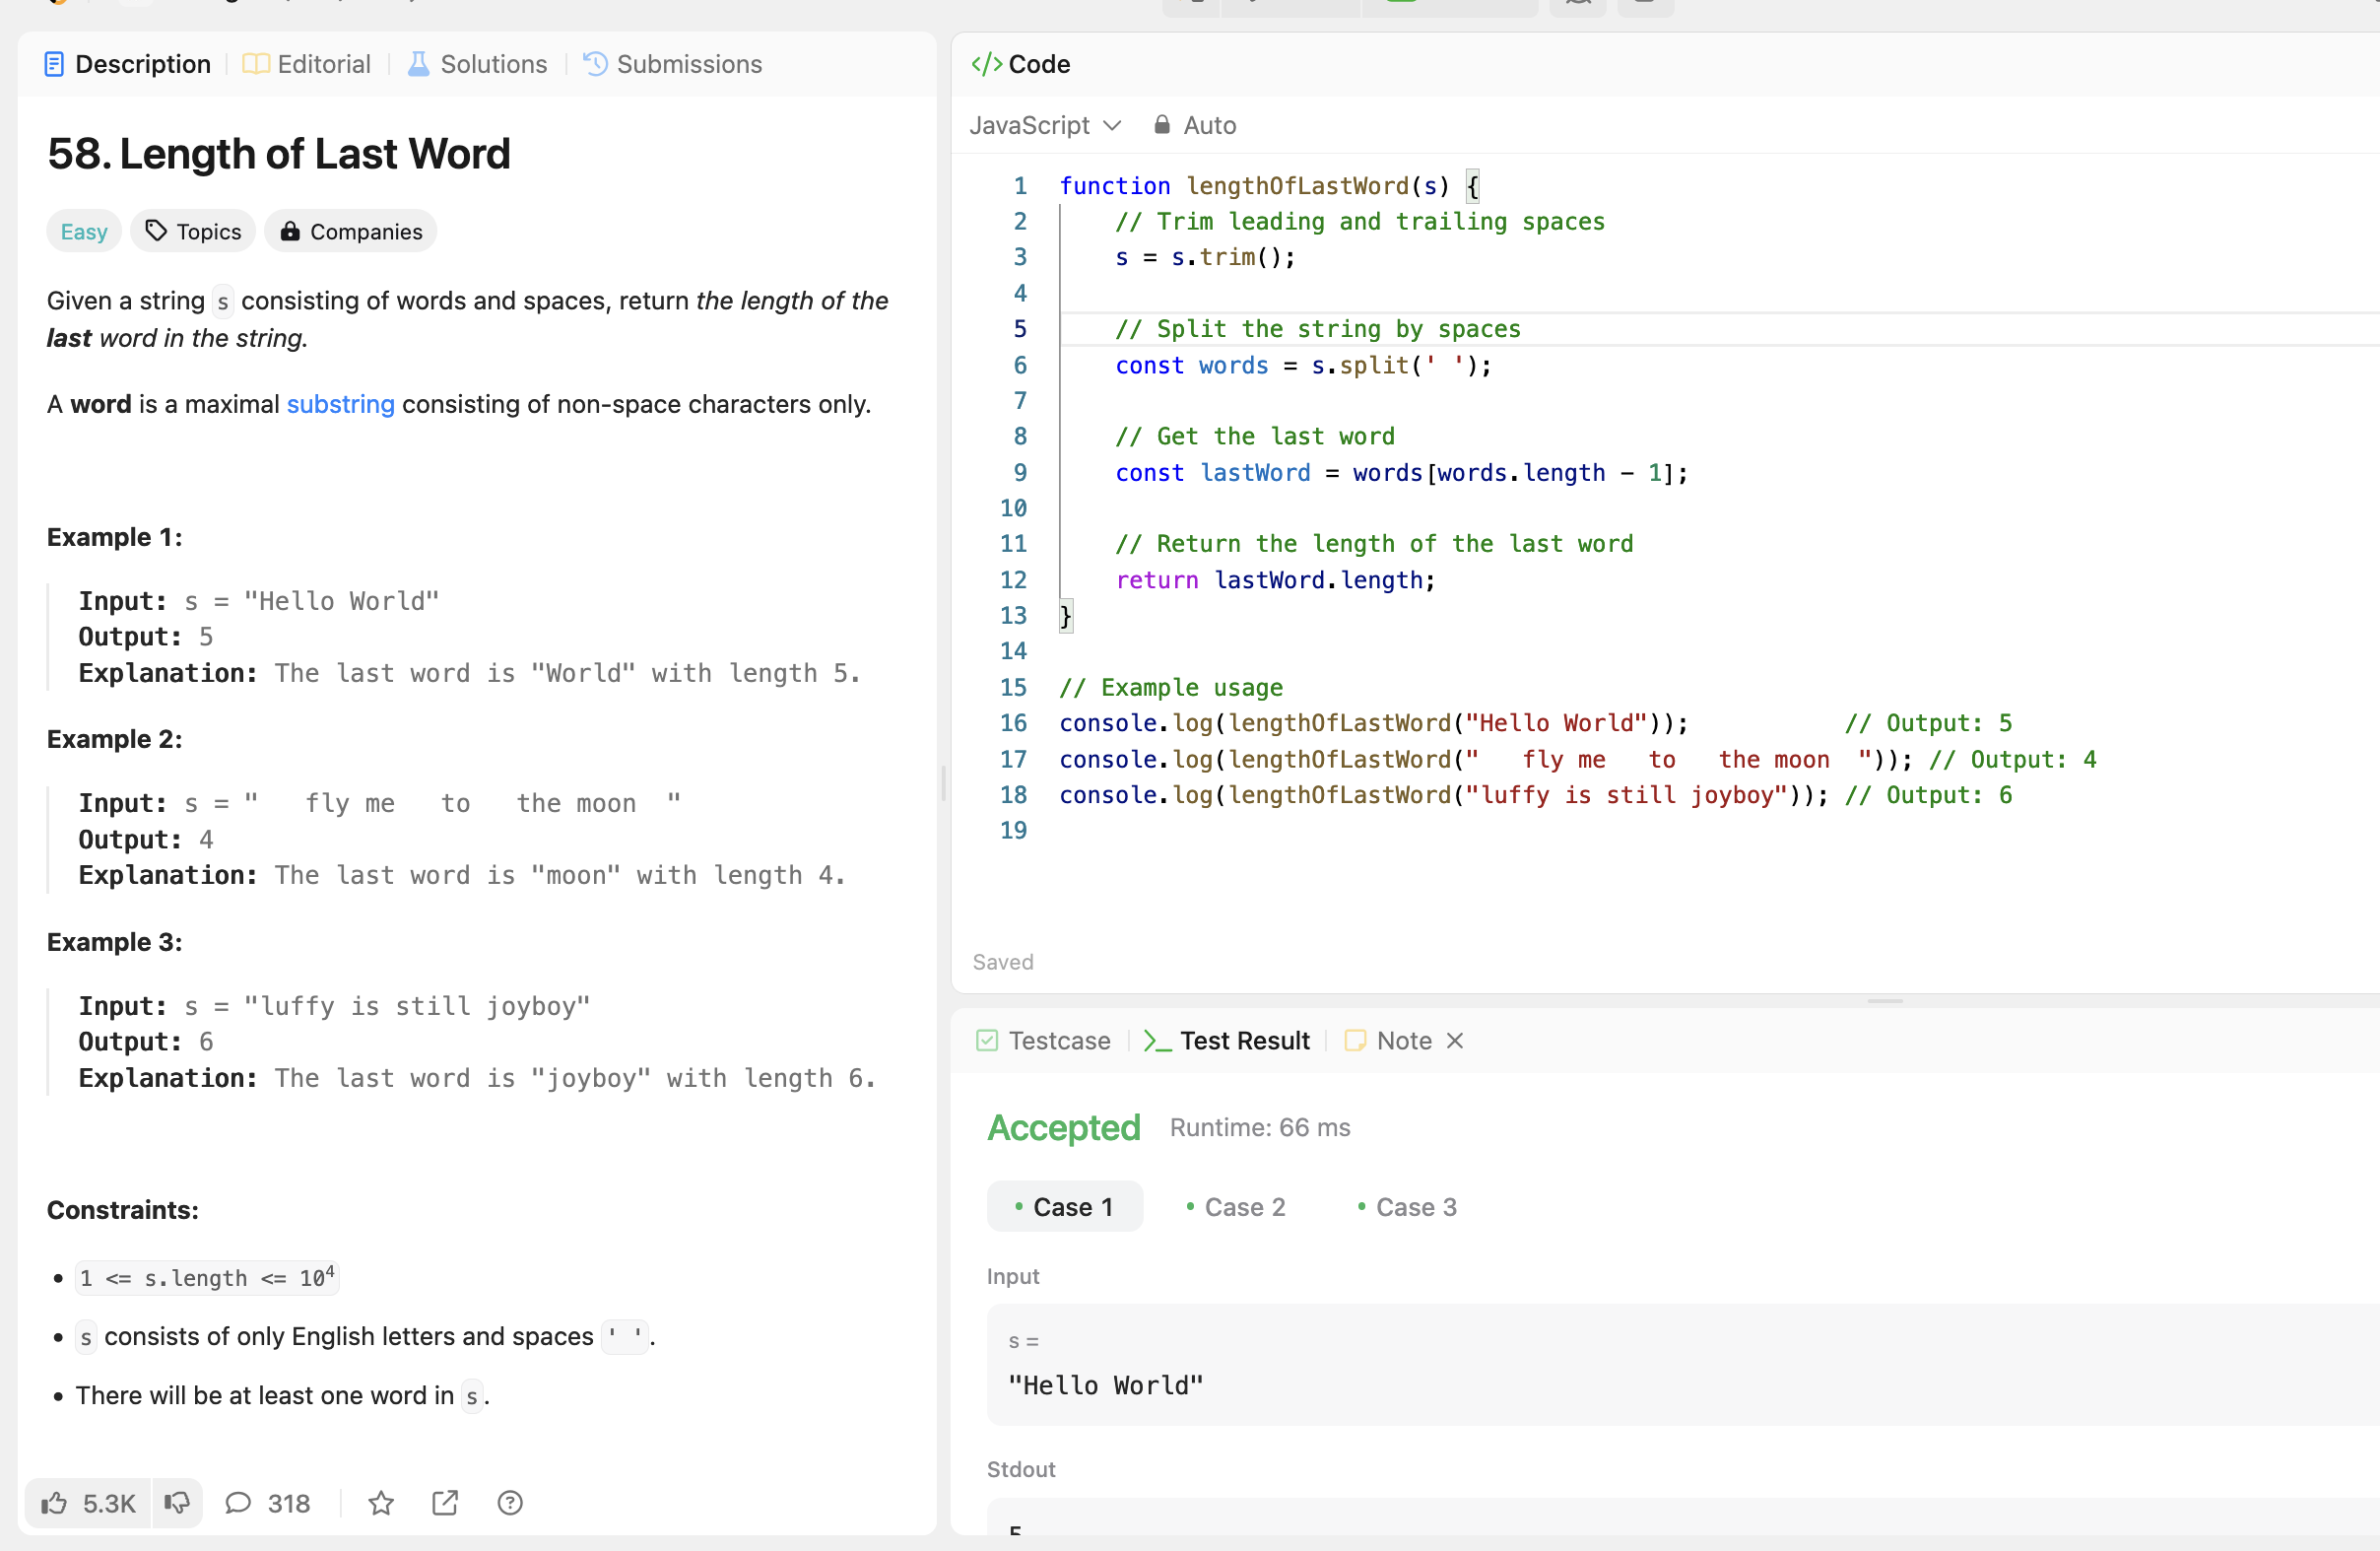 Description
Editorial
Solutions
Submissions
58. Length of Last Word
Easy
Topics
Companies
Given a string s consisting of words and spaces, return the length of the
last word in the string.
A word is a maximal substring consisting of non-space characters only.
Example 1:
Input: s = "Hello World"
Output: 5
Explanation: The last word is "World" with length 5.
Example 2:
Input: s = "   fly me   to   the moon  "
Output: 4
Explanation: The last word is "moon" with length 4.
Example 3:
Input: s = "luffy is still joyboy"
Output: 6
Explanation: The last word is "joyboy" with length 6.
Constraints:
• 1 <= s.length <= 10⁴
• s consists of only English letters and spaces ' '.
• There will be at least one word in s.
5.3K
318
</> Code
JavaScript
Auto
1 function lengthOfLastWord(s) {
2     // Trim leading and trailing spaces
3     s = s.trim();
4
5     // Split the string by spaces
6     const words = s.split(' ');
7
8     // Get the last word
9     const lastWord = words[words.length - 1];
10
11     // Return the length of the last word
12     return lastWord.length;
13 }
14
15 // Example usage
16 console.log(lengthOfLastWord("Hello World"));           // Output: 5
17 console.log(lengthOfLastWord("   fly me   to   the moon  ")); // Output: 4
18 console.log(lengthOfLastWord("luffy is still joyboy")); // Output: 6
19
Saved
Testcase
Test Result
Note
Accepted
Runtime: 66 ms
• Case 1
• Case 2
• Case 3
Input
s =
"Hello World"
Stdout
5